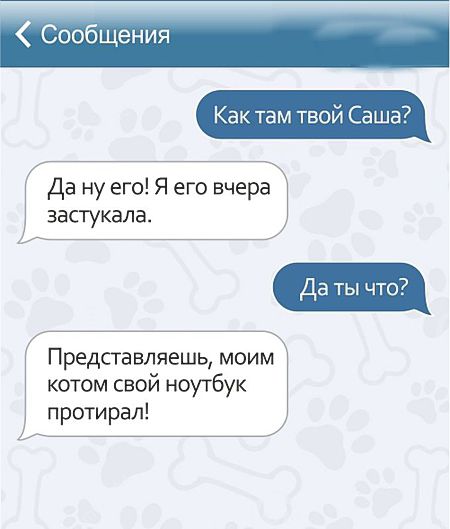 Сообщения
Как там твой Саша?
Да ну его! Я его вчера
застукала.
Да ты что?
Представляешь, моим
котом свой ноутбук
протирал!